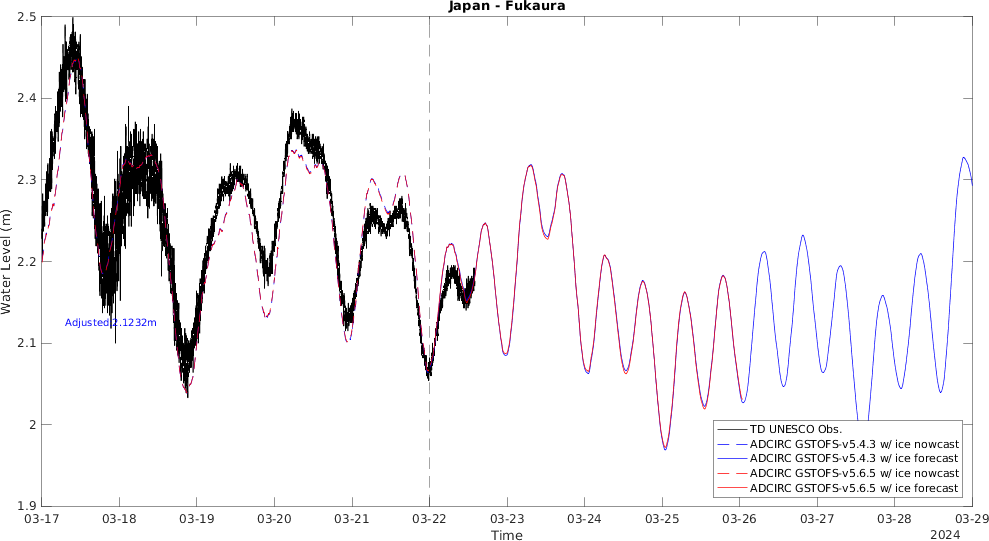 Japan - Fukaura
2.5
2.4
2.3
2.2
2.1
2
1.9
Water Level (m)
Adjusted 2.1232m
TD UNESCO Obs.
ADCIRC GSTOFS-v5.4.3 w/ ice nowcast
ADCIRC GSTOFS-v5.4.3 w/ ice forecast
ADCIRC GSTOFS-v5.6.5 w/ ice nowcast
ADCIRC GSTOFS-v5.6.5 w/ ice forecast
03-17 03-18 03-19 03-20 03-21 03-22 03-23 03-24 03-25 03-26 03-27 03-28 03-29
Time
2024